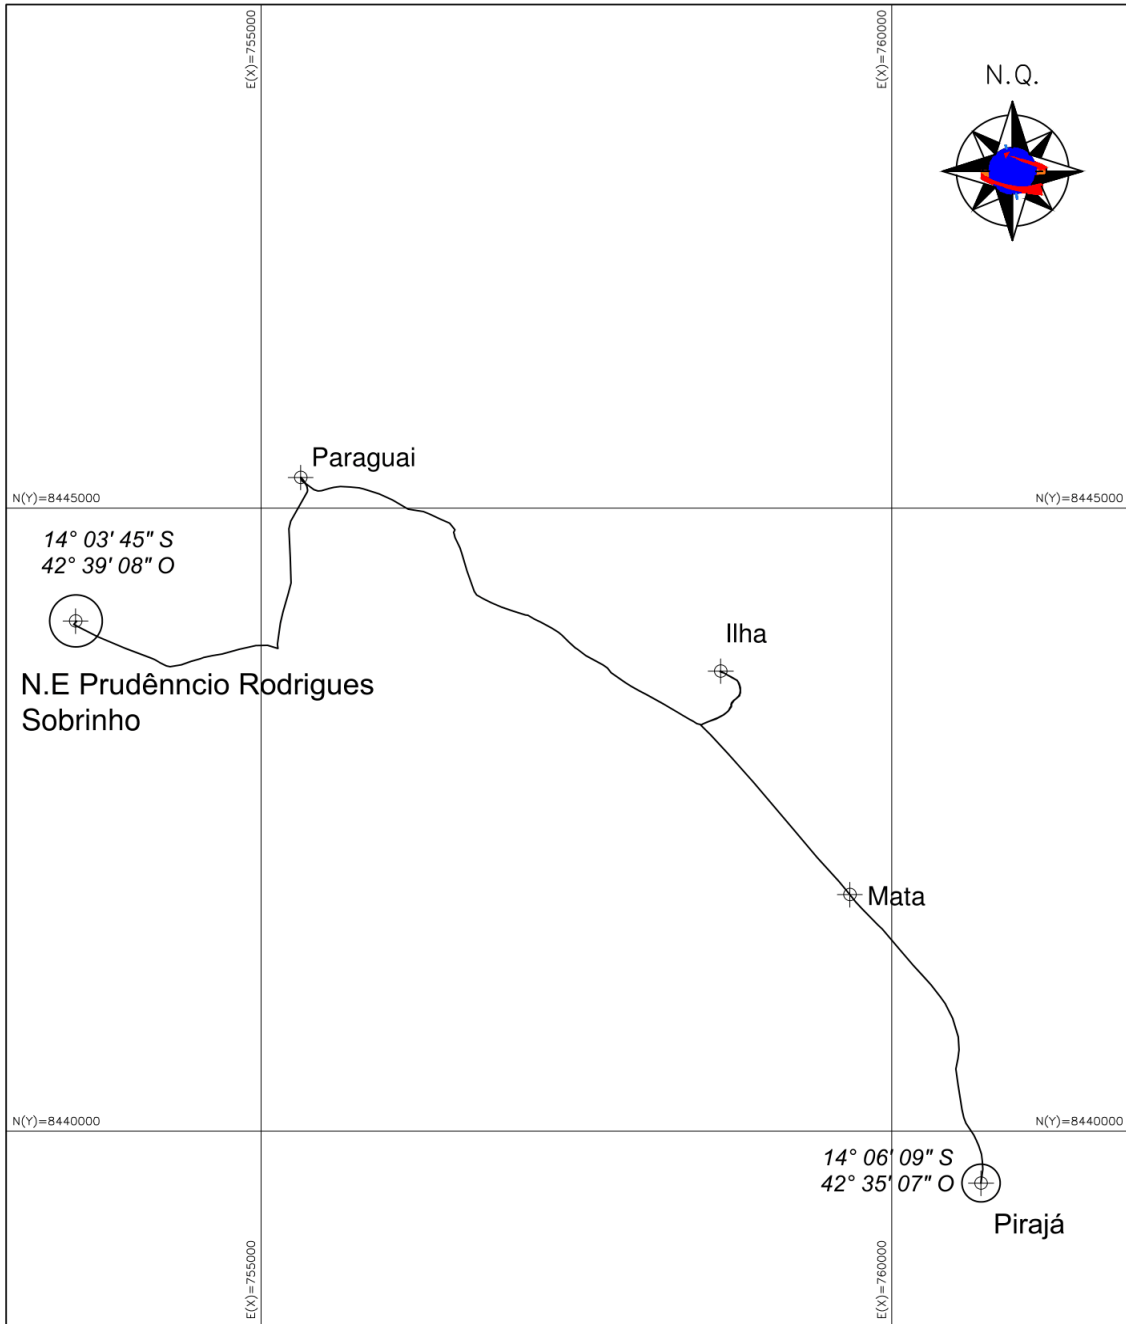 E(X)=755000
E(X)=760000
N.Q.
Paraguai
N(Y)=8445000
N(Y)=8445000
14° 03' 45" S
42° 39' 08" O
Ilha
N.E Prudênncio Rodrigues
Sobrinho
Mata
N(Y)=8440000
N(Y)=8440000
14° 06' 09" S
42° 35' 07" O
Pirajá
E(X)=755000
E(X)=760000